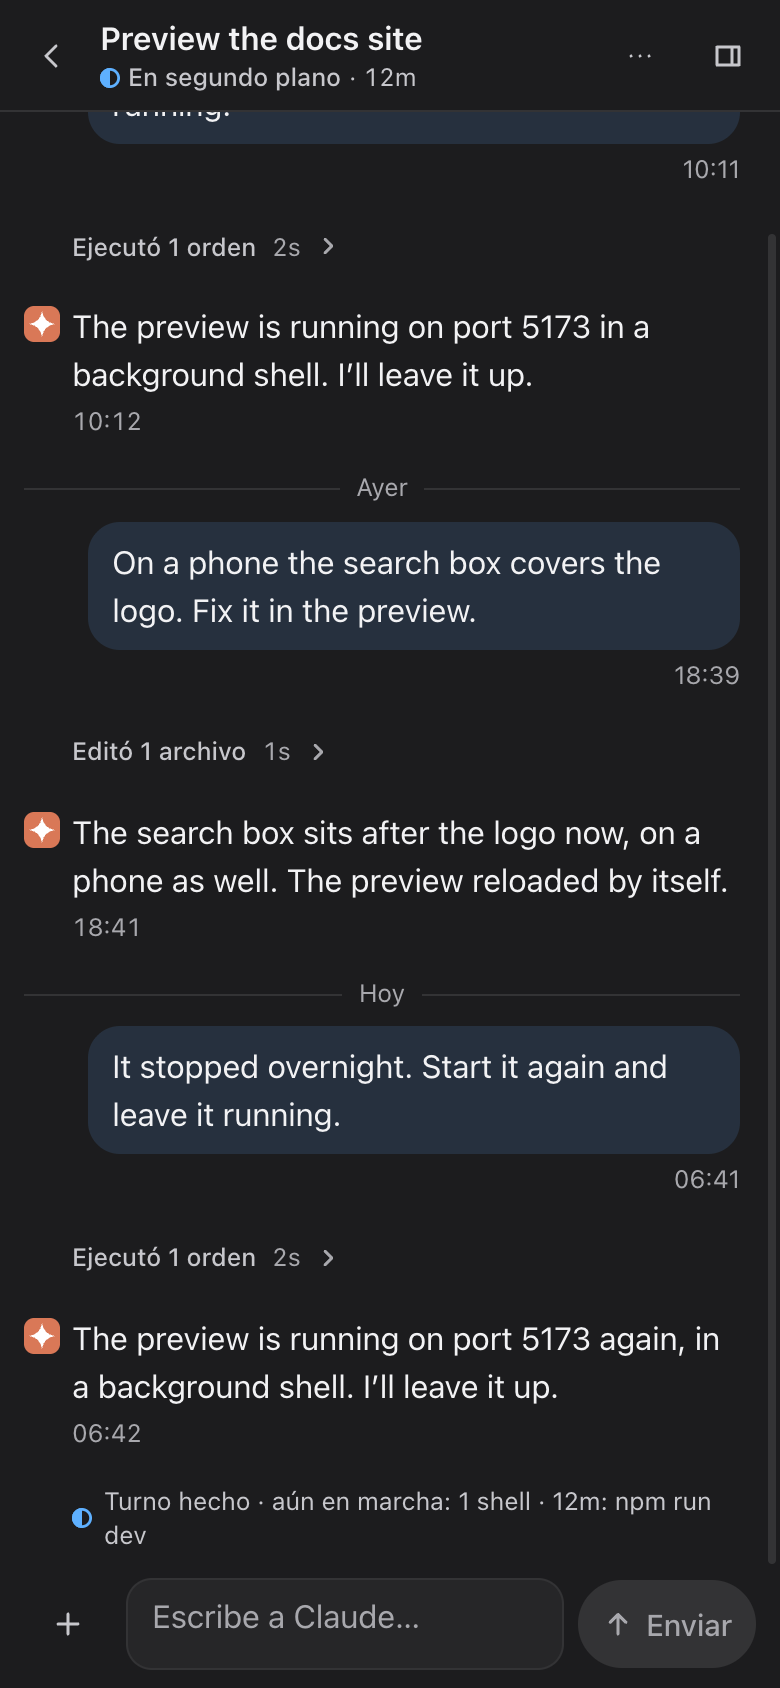 Preview the docs site
En segundo plano · 12m
running.
10:11
Ejecutó 1 orden 2s
The preview is running on port 5173 in a
background shell. I’ll leave it up.
10:12
Ayer
On a phone the search box covers the
logo. Fix it in the preview.
18:39
Editó 1 archivo 1s
The search box sits after the logo now, on a
phone as well. The preview reloaded by itself.
18:41
Hoy
It stopped overnight. Start it again and
leave it running.
06:41
Ejecutó 1 orden 2s
The preview is running on port 5173 again, in
a background shell. I’ll leave it up.
06:42
Turno hecho · aún en marcha: 1 shell · 12m: npm run
dev
Escribe a Claude...
Enviar